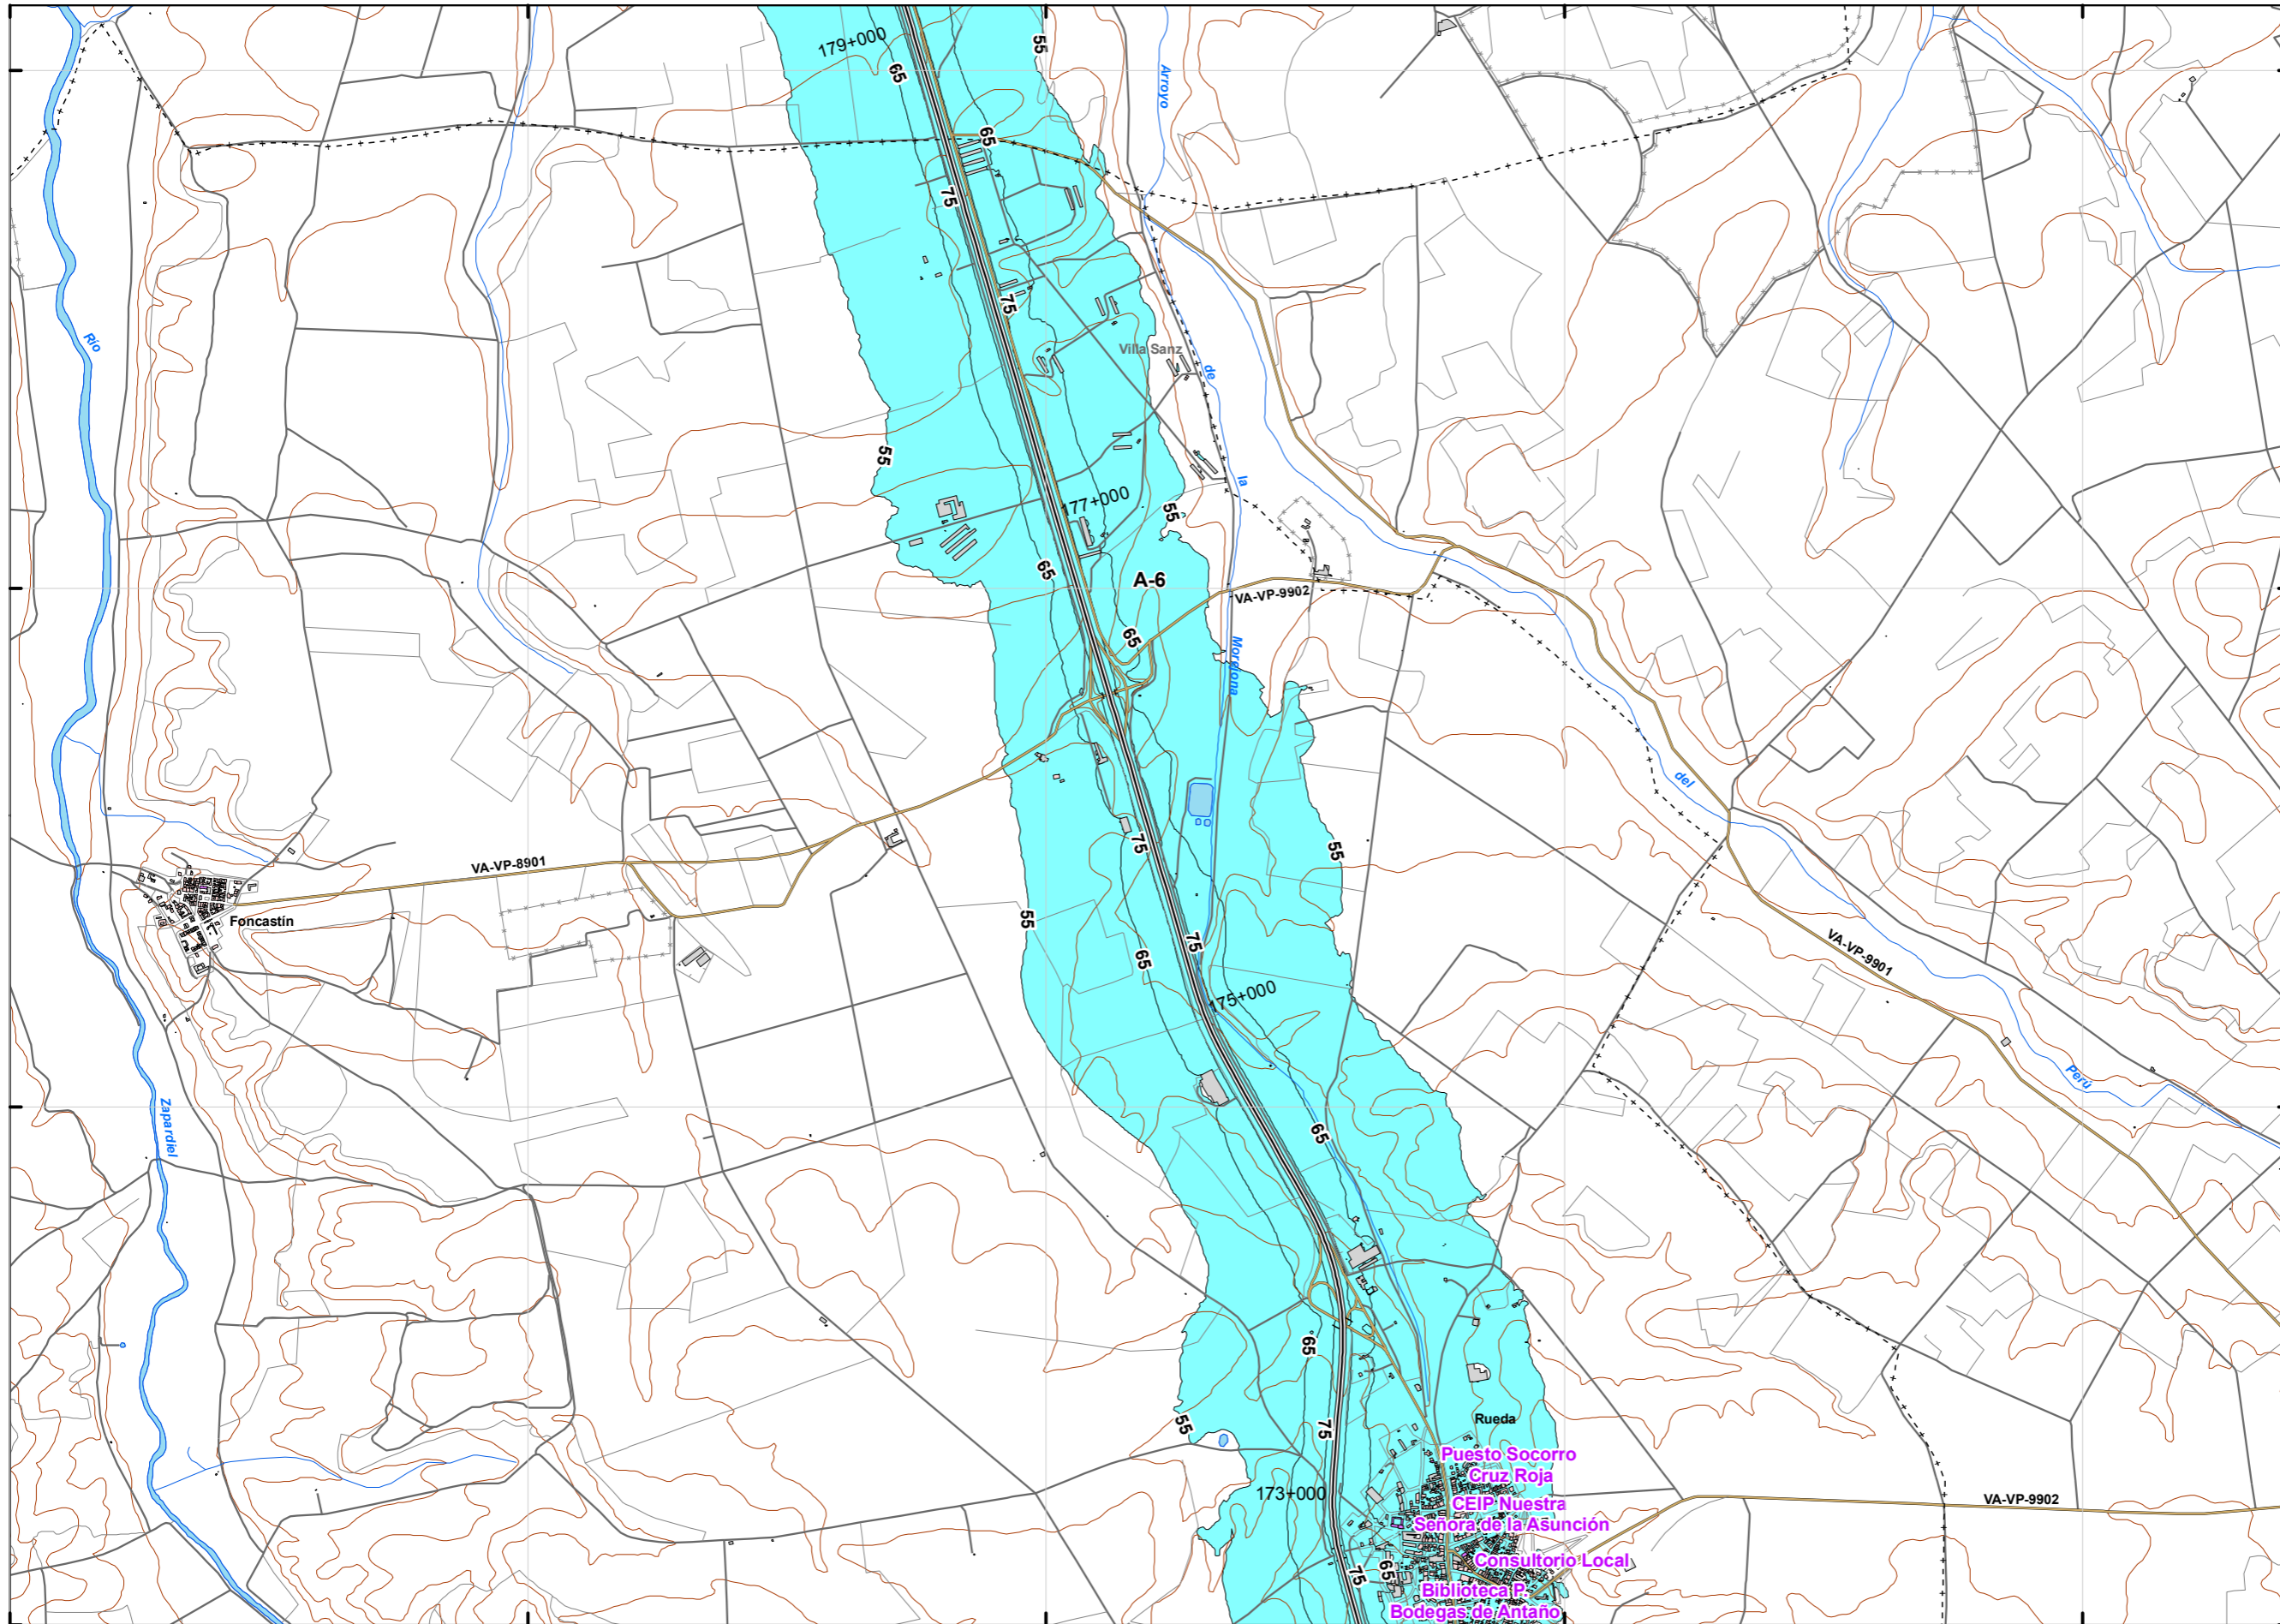 179+000
55
65
Arroyo
65
75
75
Río
Villa Sanz
de
55
la
177+000
55
65
A-6
VA-VP-9902
65
Moregona
del
75
55
VA-VP-8901
Foncastín
55
75
65
VA-VP-9901
175+000
Perú
Zapardiel
65
65
55
75
Rueda
Puesto Socorro
Cruz Roja
173+000
CEIP Nuestra
Señora de la Asunción
VA-VP-9902
Consultorio Local
75
65
Biblioteca P.
Bodegas de Antaño